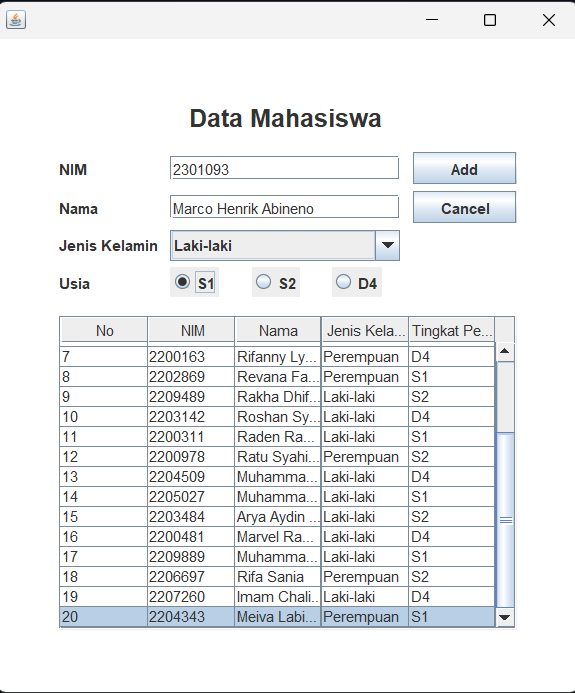 Data Mahasiswa
NIM 2301093 Add
Nama Marco Henrik Abineno Cancel
Jenis Kelamin Laki-laki
Usia S1 S2 D4
No NIM Nama Jenis Kela... Tingkat Pe...
7 2200163 Rifanny Ly... Perempuan D4
8 2202869 Revana Fa... Perempuan S1
9 2209489 Rakha Dhif... Laki-laki S2
10 2203142 Roshan Sy... Laki-laki D4
11 2200311 Raden Ra... Laki-laki S1
12 2200978 Ratu Syahi... Perempuan S2
13 2204509 Muhamma... Laki-laki D4
14 2205027 Muhamma... Laki-laki S1
15 2203484 Arya Aydin ... Laki-laki S2
16 2200481 Marvel Ra... Laki-laki D4
17 2209889 Muhamma... Laki-laki S1
18 2206697 Rifa Sania Perempuan S2
19 2207260 Imam Chali... Laki-laki D4
20 2204343 Meiva Labi... Perempuan S1